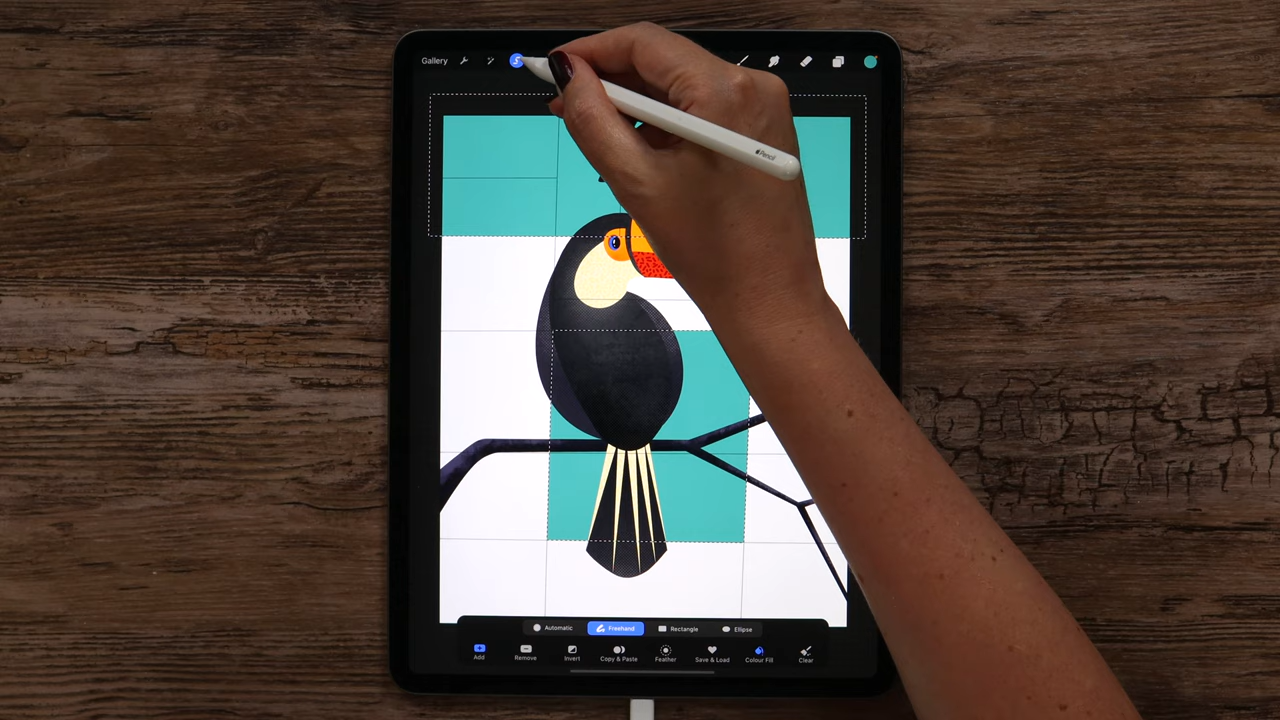 Gallery
Pencil
Automatic Freehand Rectangle Ellipse
Add Remove Invert Copy & Paste Feather Save & Load Colour Fill Clear